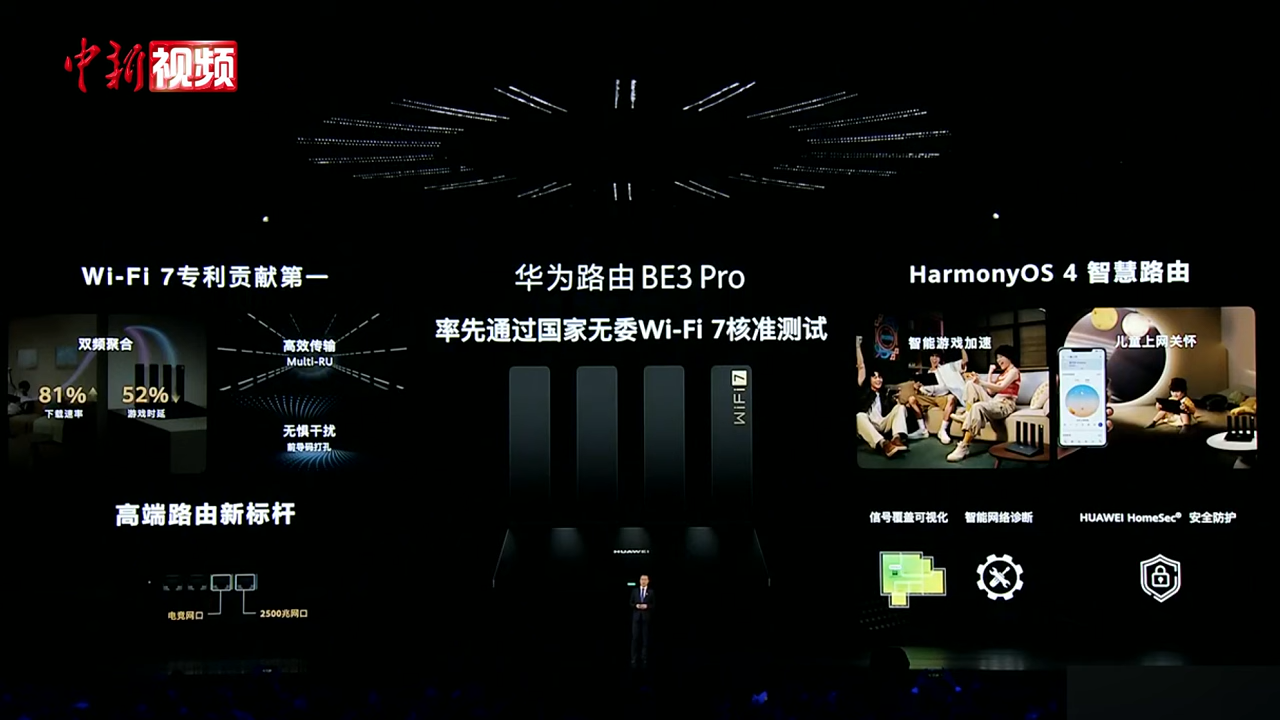 中新视频
Wi-Fi 7专利贡献第一
双频聚合
81%
下载速率
52%
游戏时延
高效传输
Multi-RU
无惧干扰
前导码打孔
高端路由新标杆
电竞网口
2500兆网口
华为路由 BE3 Pro
率先通过国家无委Wi-Fi 7核准测试
WiFi 7
HUAWEI
HarmonyOS 4 智慧路由
智能游戏加速
儿童上网关怀
信号覆盖可视化
智能网络诊断
HUAWEI HomeSec® 安全防护